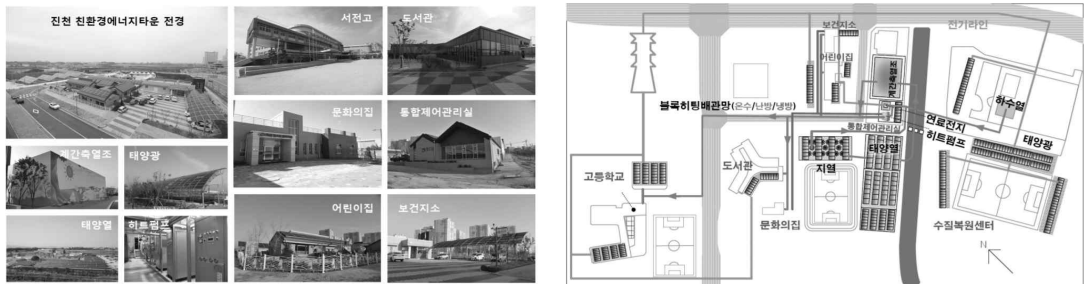 진천 친환경에너지타운 전경
서전고
도서관
문화의집
통합제어관리실
계간축열조
태양광
태양열
히트펌프
어린이집
보건지소
보건지소
전기라인
어린이집
계간축열조
하수열
블록히팅배관망(온수/난방/냉방)
통합제어관리실
연료전지
히트펌프
태양광
고등학교
도서관
지열
태양열
문화의집
수질복원센터
N